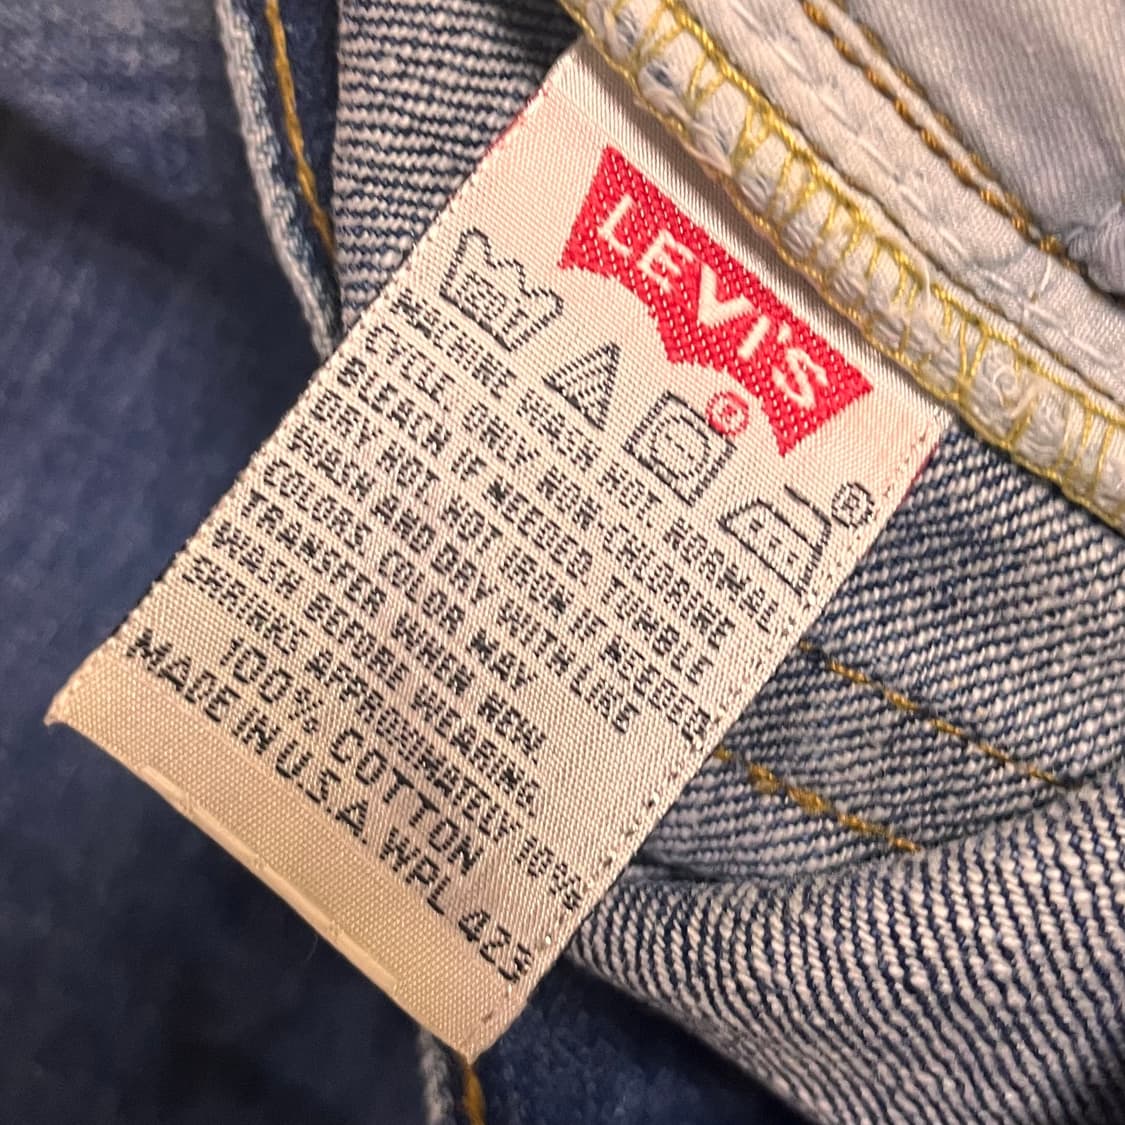 LEVI'S
®
®
MACHINE WASH HOT, NORMAL
CYCLE. ONLY NON-CHLORINE
BLEACH IF NEEDED. TUMBLE
DRY HOT. HOT IRON IF NEEDED.
WASH AND DRY WITH LIKE
COLORS. COLOR MAY
TRANSFER WHEN NEW.
WASH BEFORE WEARING.
SHRINKS APPROXIMATELY 10%
100% COTTON
MADE IN U.S.A. WPL 423